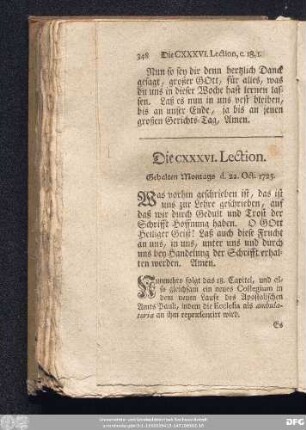 348 Die CXXXVI. Lection, c. 18, 1.
Nun so sey dir denn hertzlich Danck
gesagt, grosser GOtt, für alles, was
du uns in dieser Woche hast lernen las-
sen. Laß es nun in uns vest bleiben,
bis an unser Ende, ja bis an jenen
grossen Gerichts-Tag, Amen.
Die CXXXVI. Lection.
Gehalten Montags d. 22. Oct. 1725.
Was vorhin geschrieben ist, das ist
uns zur Lehre geschrieben, auf
daß wir durch Gedult und Trost der
Schrifft Hoffnung haben. O GOtt
Heiliger Geist! Laß auch diese Frucht
an uns, in uns, unter uns und durch
uns bey Handelung der Schrifft erhal-
ten werden. Amen.
Nunmehro folgt das 18. Capitel, und al-
so gleichsam ein neues Collegium in
dem neuen Laufe des Apostolischen
Amts Pauli, indem die Ecclesia als ambula-
toria an ihm repraesentirt wird.
Es
DFG